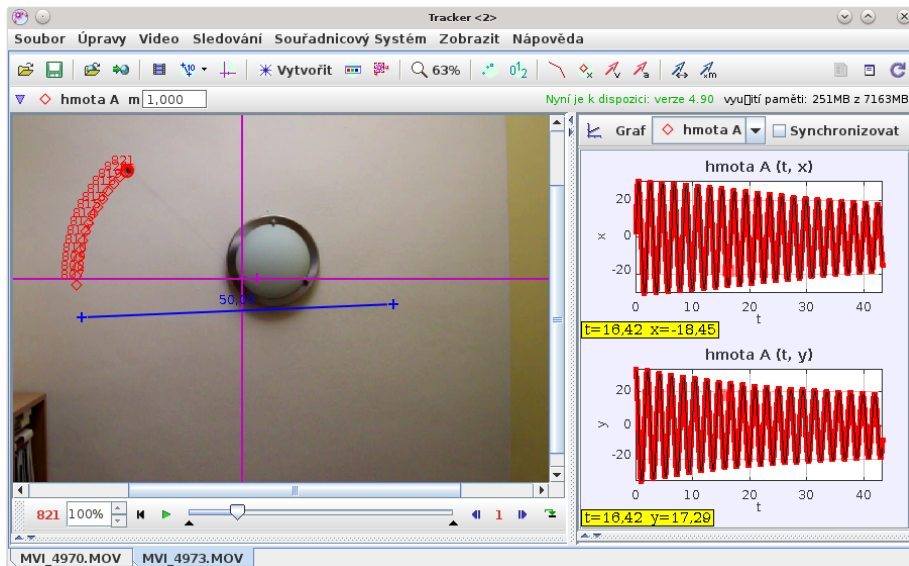 Tracker <2>
Soubor Úpravy Video Sledování Souřadnicový Systém Zobrazit Nápověda
Vytvořit 63%
hmota A m 1,000
Nyní je k dispozici: verze 4.90 využití paměti: 251MB z 7163MB
Graf hmota A Synchronizovat
821
50,00
hmota A (t, x)
20
0
-20
x
0 10 20 30 40
t
t=16,42 x=-18,45
hmota A (t, y)
20
0
-20
y
0 10 20 30 40
t
t=16,42 y=17,29
821 100% 1
MVI_4970.MOV MVI_4973.MOV